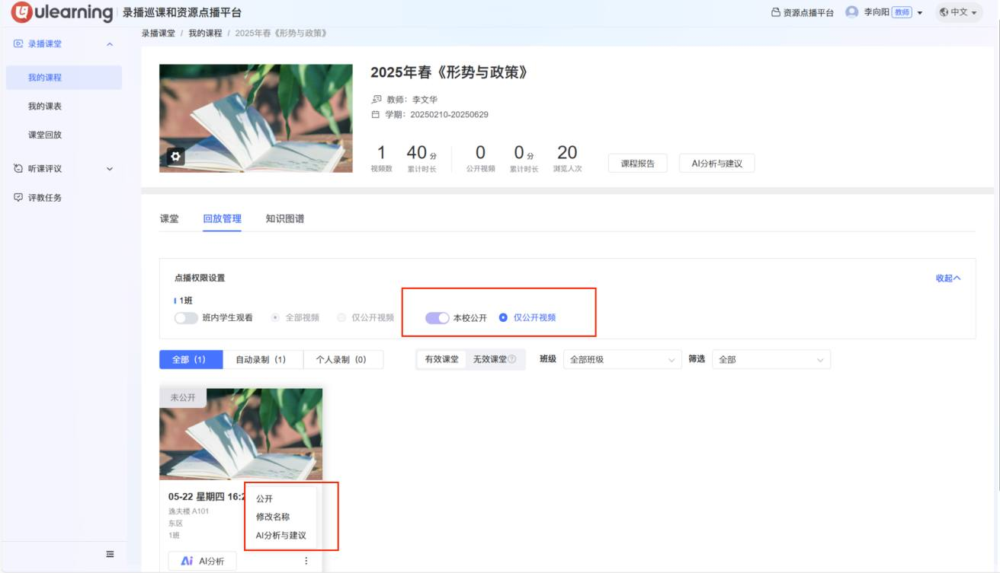 ulearning 录播巡课和资源点播平台 资源点播平台 李向阳 教师 中文
录播课堂 录播课堂 / 我的课程 / 2025年春《形势与政策》
我的课程
我的课表
课堂回放
听课评议
评教任务
2025年春《形势与政策》
教师: 李文华
学期: 20250210-20250629
1 40分 0 0分 20
视频数 累计时长 公开视频 累计时长 浏览人次
课程报告 AI分析与建议
课堂 回放管理 知识图谱
点播权限设置 收起
1班
班内学生观看 全部视频 仅公开视频 本校公开 仅公开视频
全部（1） 自动录制（1） 个人录制（0） 有效课堂 无效课堂 班级 全部班级 筛选 全部
未公开
05-22 星期四 16:2
逸夫楼 A101
东区
1班
公开
修改名称
AI分析与建议
Ai AI分析